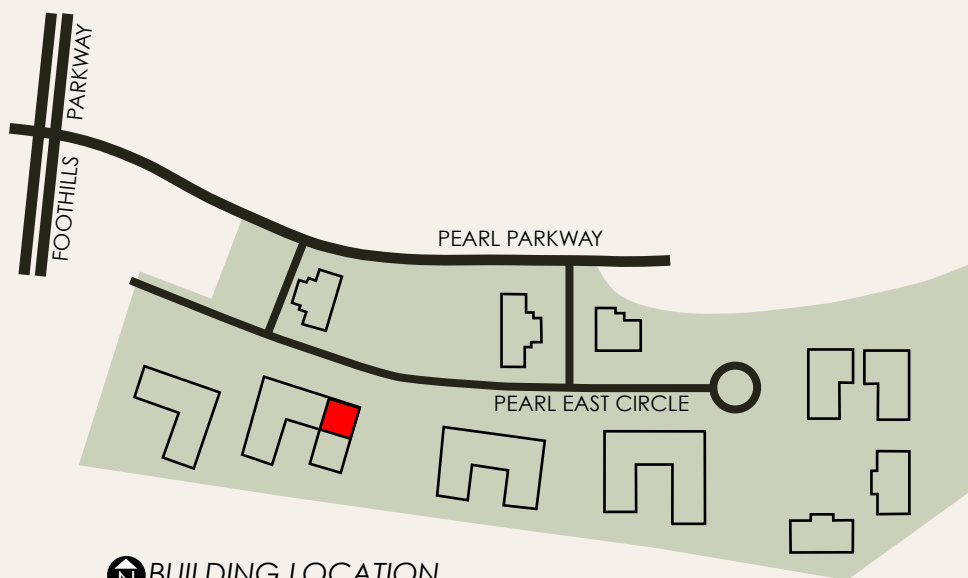 PARKWAY
FOOTHILLS
PEARL PARKWAY
PEARL EAST CIRCLE
N BUILDING LOCATION